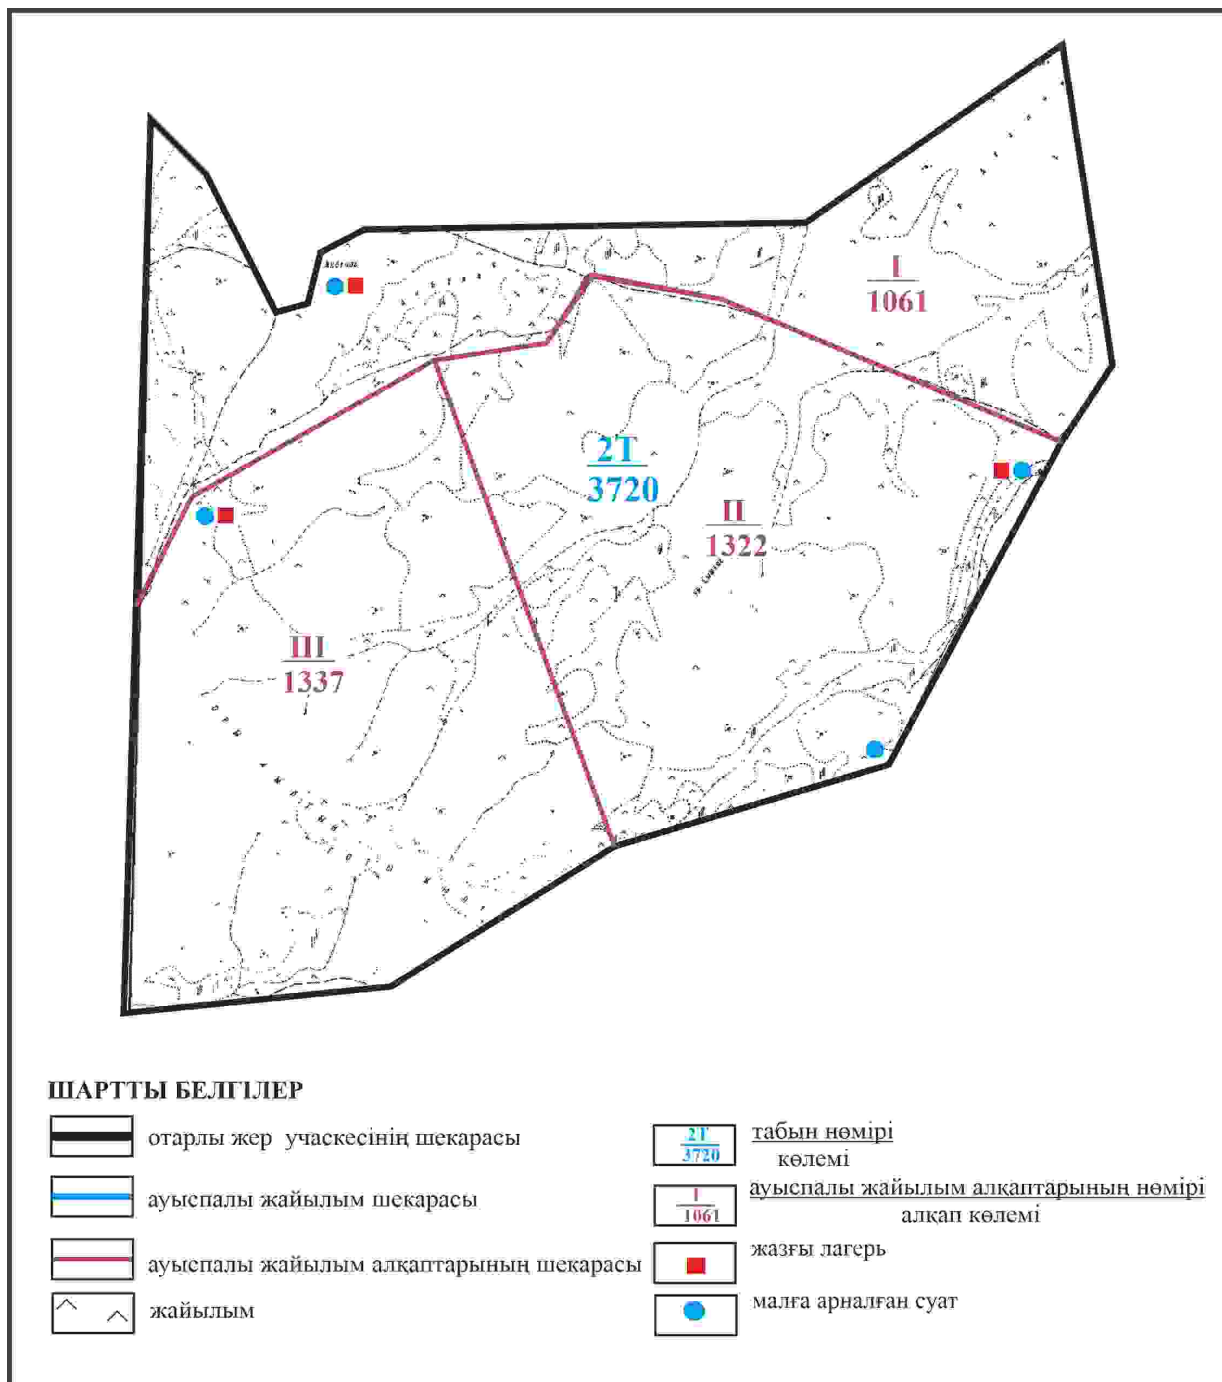 I
1061
2Т
3720
II
1322
III
1337
ШАРТТЫ БЕЛГІЛЕР
отарлы жер учаскесінің шекарасы
ауыспалы жайылым шекарасы
ауыспалы жайылым алқаптарының шекарасы
жайылым
2Т
3720
табын нөмірі
көлемі
I
1061
ауыспалы жайылым алқаптарының нөмірі
алқап көлемі
жазғы лагерь
малға арналған суат